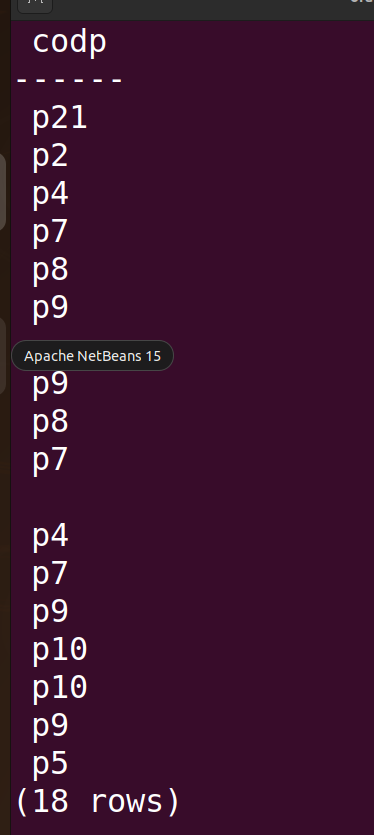 codp
------
p21
p2
p4
p7
p8
p9
Apache NetBeans 15
p9
p8
p7
p4
p7
p9
p10
p10
p9
p5
(18 rows)